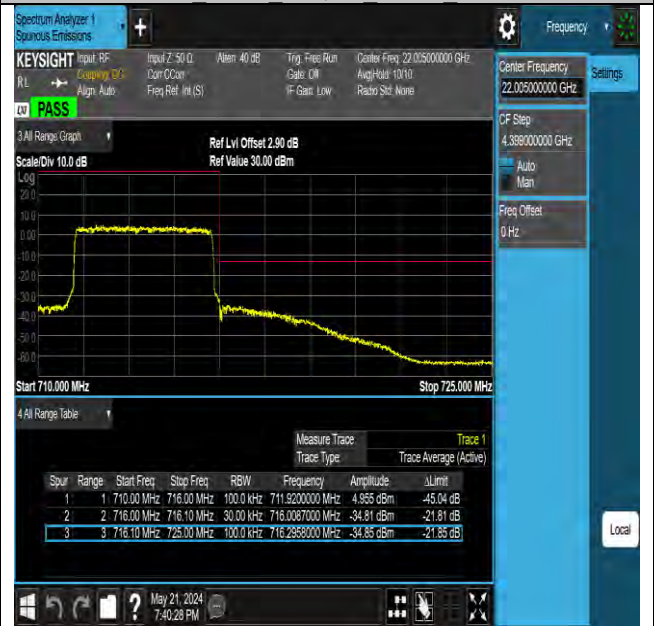 Spectrum Analyzer 1
Spurious Emissions
+
Frequency
KEYSIGHT Input: RF Input Z: 50 Ω Atten: 40 dB Trig: Free Run Center Freq: 22.005000000 GHz
RL Coupling: DC Corr CCorr Gate: Off Avg|Hold: 10/10
Align: Auto Freq Ref: Int (S) IF Gain: Low Radio Std: None
LXI PASS
3 All Range Graph
Ref Lvl Offset 2.90 dB
Scale/Div 10.0 dB Ref Value 30.00 dBm
Log
20.0
10.0
0.00
-10.0
-20.0
-30.0
-40.0
-50.0
-60.0
Start 710.000 MHz Stop 725.000 MHz
4 All Range Table
Measure Trace Trace 1
Trace Type Trace Average (Active)
Spur Range Start Freq Stop Freq RBW Frequency Amplitude ΔLimit
1 1 710.00 MHz 716.00 MHz 100.0 kHz 711.9200000 MHz 4.955 dBm -45.04 dB
2 2 716.00 MHz 716.10 MHz 30.00 kHz 716.0087000 MHz -34.81 dBm -21.81 dB
3 3 716.10 MHz 725.00 MHz 100.0 kHz 716.2958000 MHz -34.85 dBm -21.85 dB
Center Frequency
22.005000000 GHz
Settings
CF Step
4.399000000 GHz
Auto
Man
Freq Offset
0 Hz
Local
?
May 21, 2024
7:40:28 PM